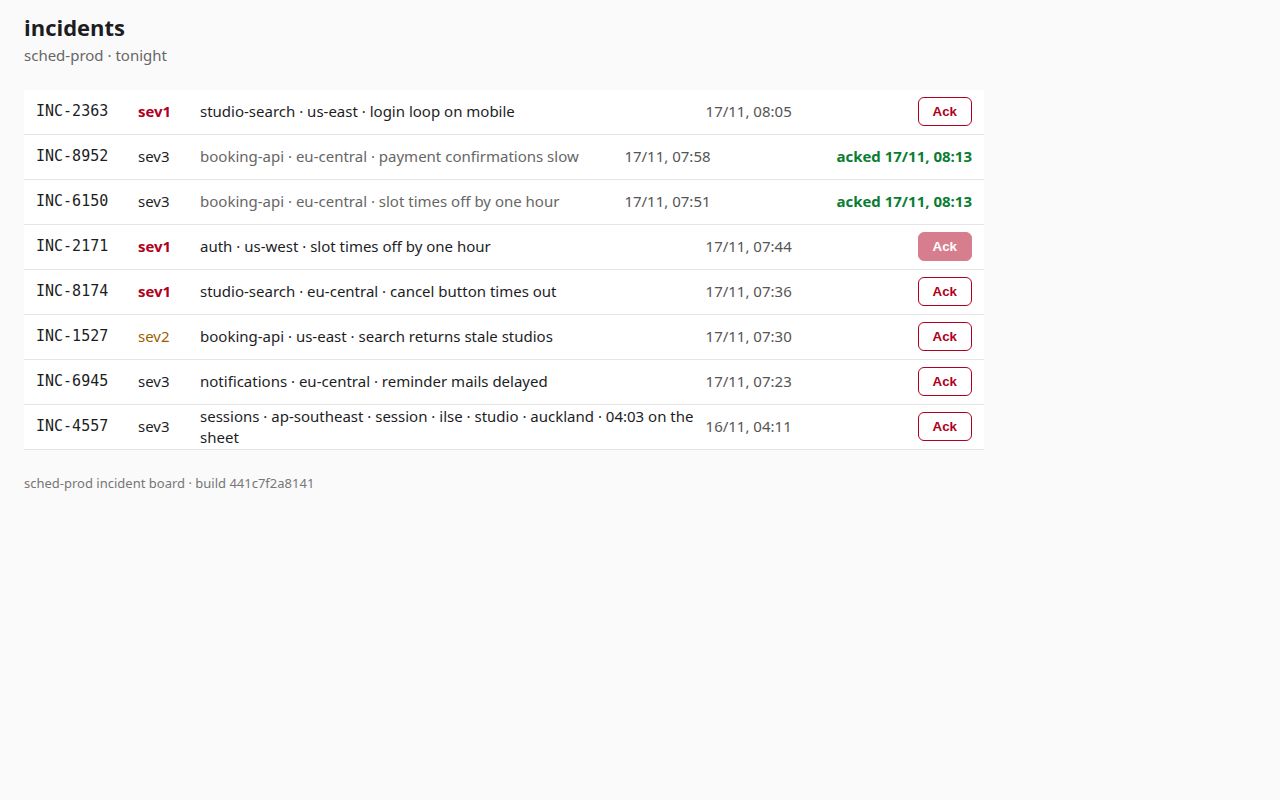 incidents
sched-prod · tonight
INC-2363 sev1 studio-search · us-east · login loop on mobile 17/11, 08:05 Ack
INC-8952 sev3 booking-api · eu-central · payment confirmations slow 17/11, 07:58 acked 17/11, 08:13
INC-6150 sev3 booking-api · eu-central · slot times off by one hour 17/11, 07:51 acked 17/11, 08:13
INC-2171 sev1 auth · us-west · slot times off by one hour 17/11, 07:44 Ack
INC-8174 sev1 studio-search · eu-central · cancel button times out 17/11, 07:36 Ack
INC-1527 sev2 booking-api · us-east · search returns stale studios 17/11, 07:30 Ack
INC-6945 sev3 notifications · eu-central · reminder mails delayed 17/11, 07:23 Ack
INC-4557 sev3 sessions · ap-southeast · session · ilse · studio · auckland · 04:03 on the 16/11, 04:11 Ack
sheet
sched-prod incident board · build 441c7f2a8141